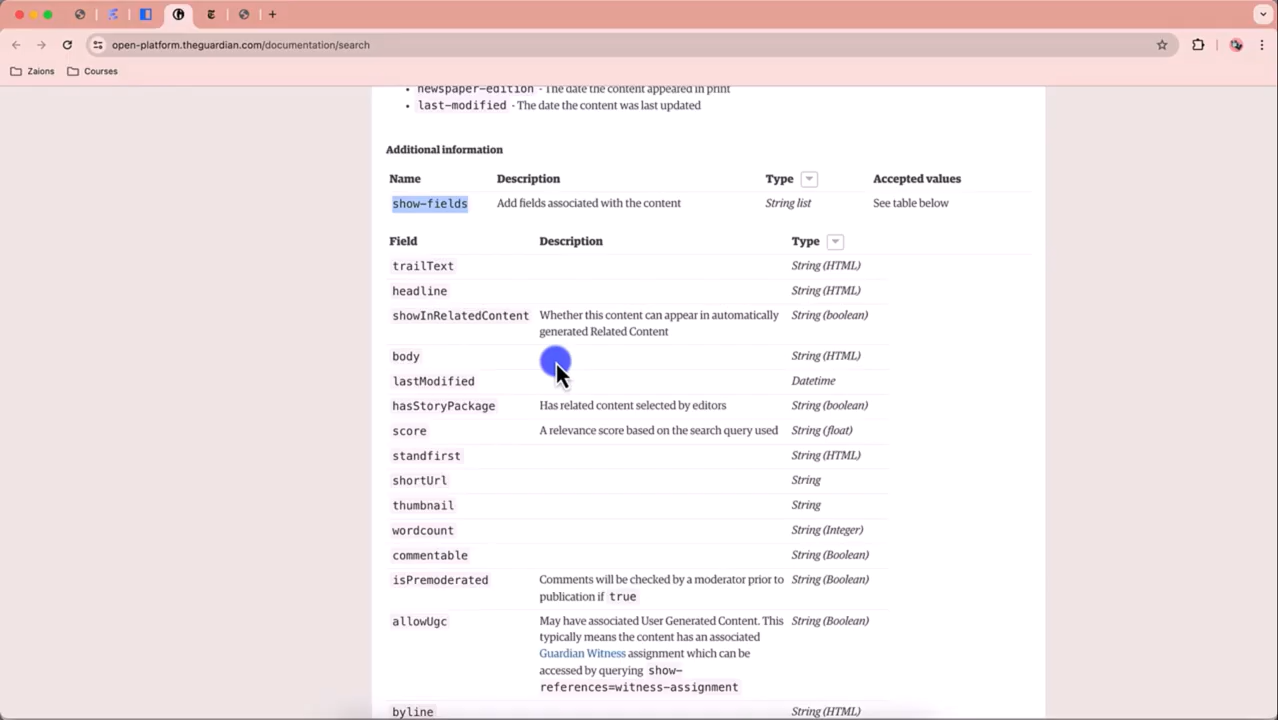 open-platform.theguardian.com/documentation/search
Zaions
Courses
newspaper-edition - The date the content appeared in print
last-modified - The date the content was last updated
Additional information
Name Description Type Accepted values
show-fields Add fields associated with the content String list See table below
Field Description Type
trailText String (HTML)
headline String (HTML)
showInRelatedContent Whether this content can appear in automatically String (boolean)
generated Related Content
body String (HTML)
lastModified Datetime
hasStoryPackage Has related content selected by editors String (boolean)
score A relevance score based on the search query used String (float)
standfirst String (HTML)
shortUrl String
thumbnail String
wordcount String (Integer)
commentable String (Boolean)
isPremoderated Comments will be checked by a moderator prior to String (Boolean)
publication if true
allowUgc May have associated User Generated Content. This String (Boolean)
typically means the content has an associated
Guardian Witness assignment which can be
accessed by querying show-
references=witness-assignment
byline String (HTML)